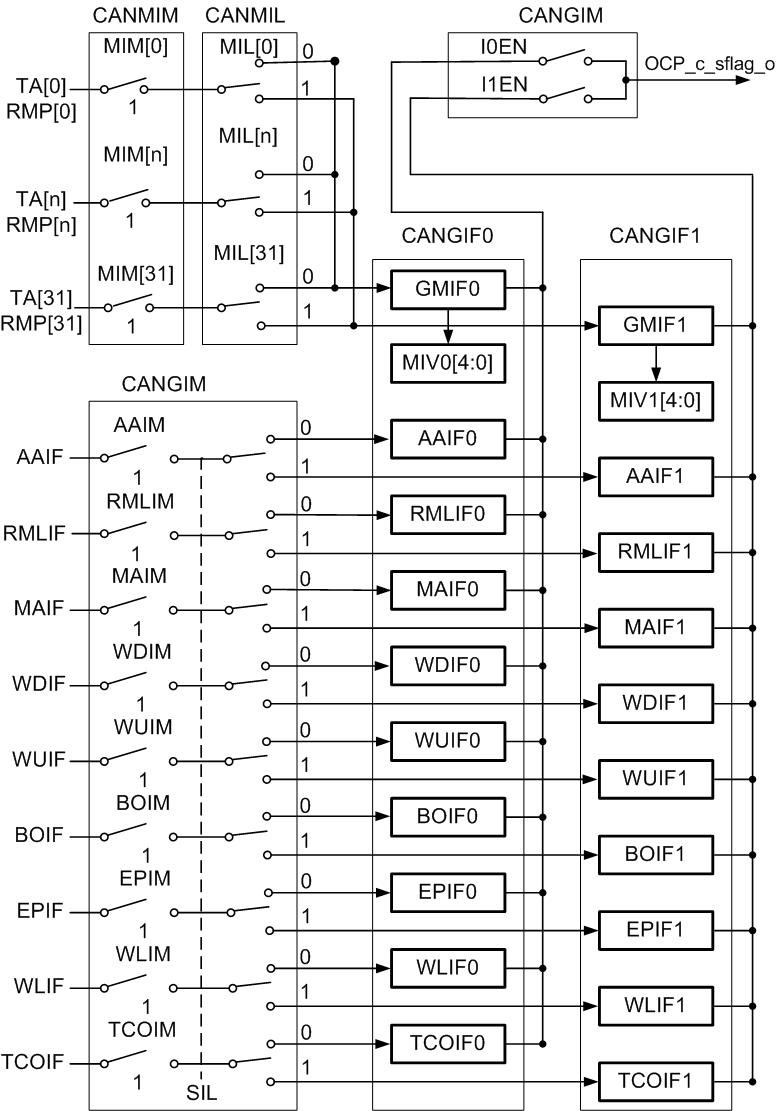 CANMIM CANMIL CANGIM
MIM[0] MIL[0] 0 I0EN
OCP_c_sflag_o
TA[0] 1 I1EN
RMP[0] 1
MIM[n] MIL[n]
0
TA[n] 1
RMP[n] 1
CANGIF0 CANGIF1
MIM[31] MIL[31]
0 GMIF0
TA[31] 1 GMIF1
RMP[31] 1
MIV0[4:0]
CANGIM MIV1[4:0]
AAIM 0 AAIF0
AAIF
1 1 AAIF1
RMLIM 0 RMLIF0
RMLIF
1 1 RMLIF1
MAIM 0 MAIF0
MAIF
1 1 MAIF1
WDIM 0 WDIF0
WDIF
1 1 WDIF1
WUIM 0 WUIF0
WUIF
1 1 WUIF1
BOIM 0 BOIF0
BOIF
1 1 BOIF1
EPIM 0 EPIF0
EPIF
1 1 EPIF1
WLIM 0 WLIF0
WLIF
1 1 WLIF1
TCOIM 0 TCOIF0
TCOIF
1 1 TCOIF1
SIL